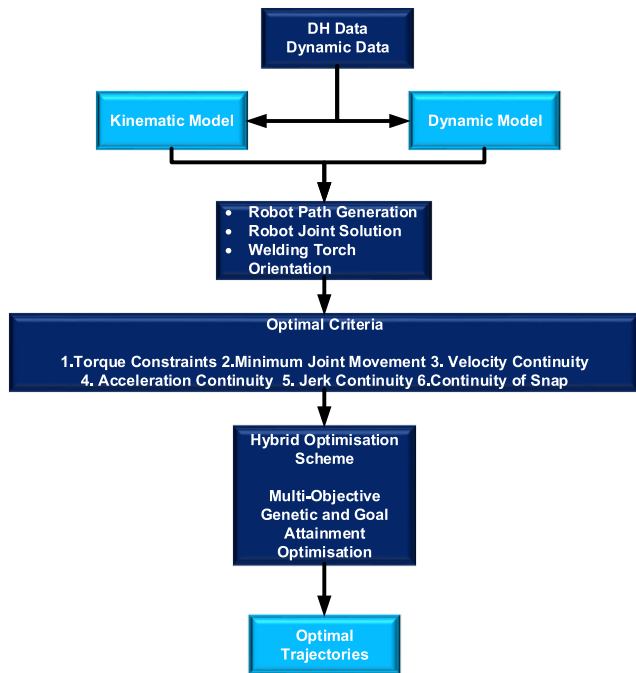 DH Data
Dynamic Data
Kinematic Model
Dynamic Model
• Robot Path Generation
• Robot Joint Solution
• Welding Torch
Orientation
Optimal Criteria
1.Torque Constraints 2.Minimum Joint Movement 3. Velocity Continuity
4. Acceleration Continuity 5. Jerk Continuity 6.Continuity of Snap
Hybrid Optimisation
Scheme
Multi-Objective
Genetic and Goal
Attainment
Optimisation
Optimal
Trajectories